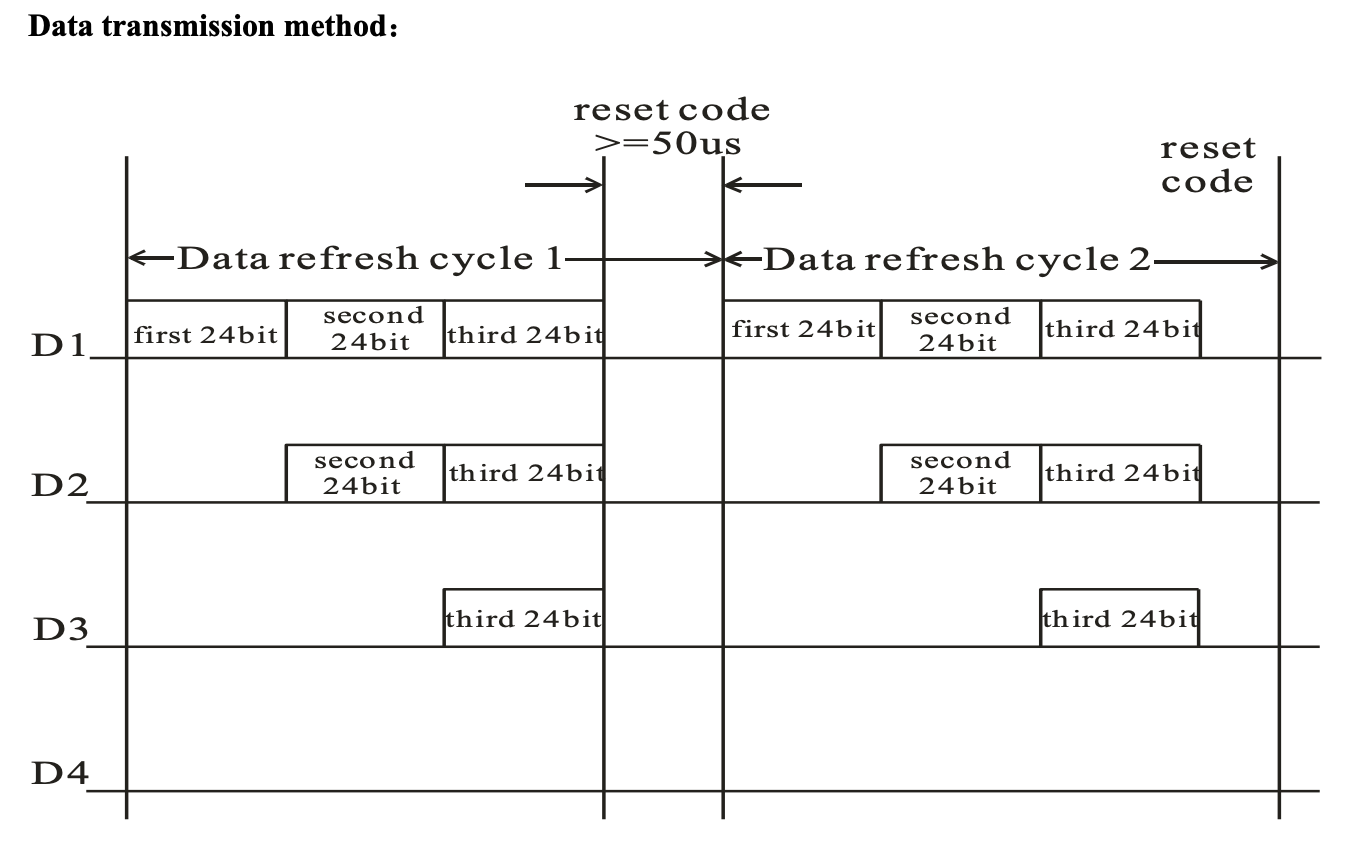 Data transmission method：
reset code
>=50us
reset
code
Data refresh cycle 1
Data refresh cycle 2
D1
first 24bit
second
24bit
third 24bit
first 24bit
second
24bit
third 24bit
D2
second
24bit
third 24bit
second
24bit
third 24bit
D3
third 24bit
third 24bit
D4